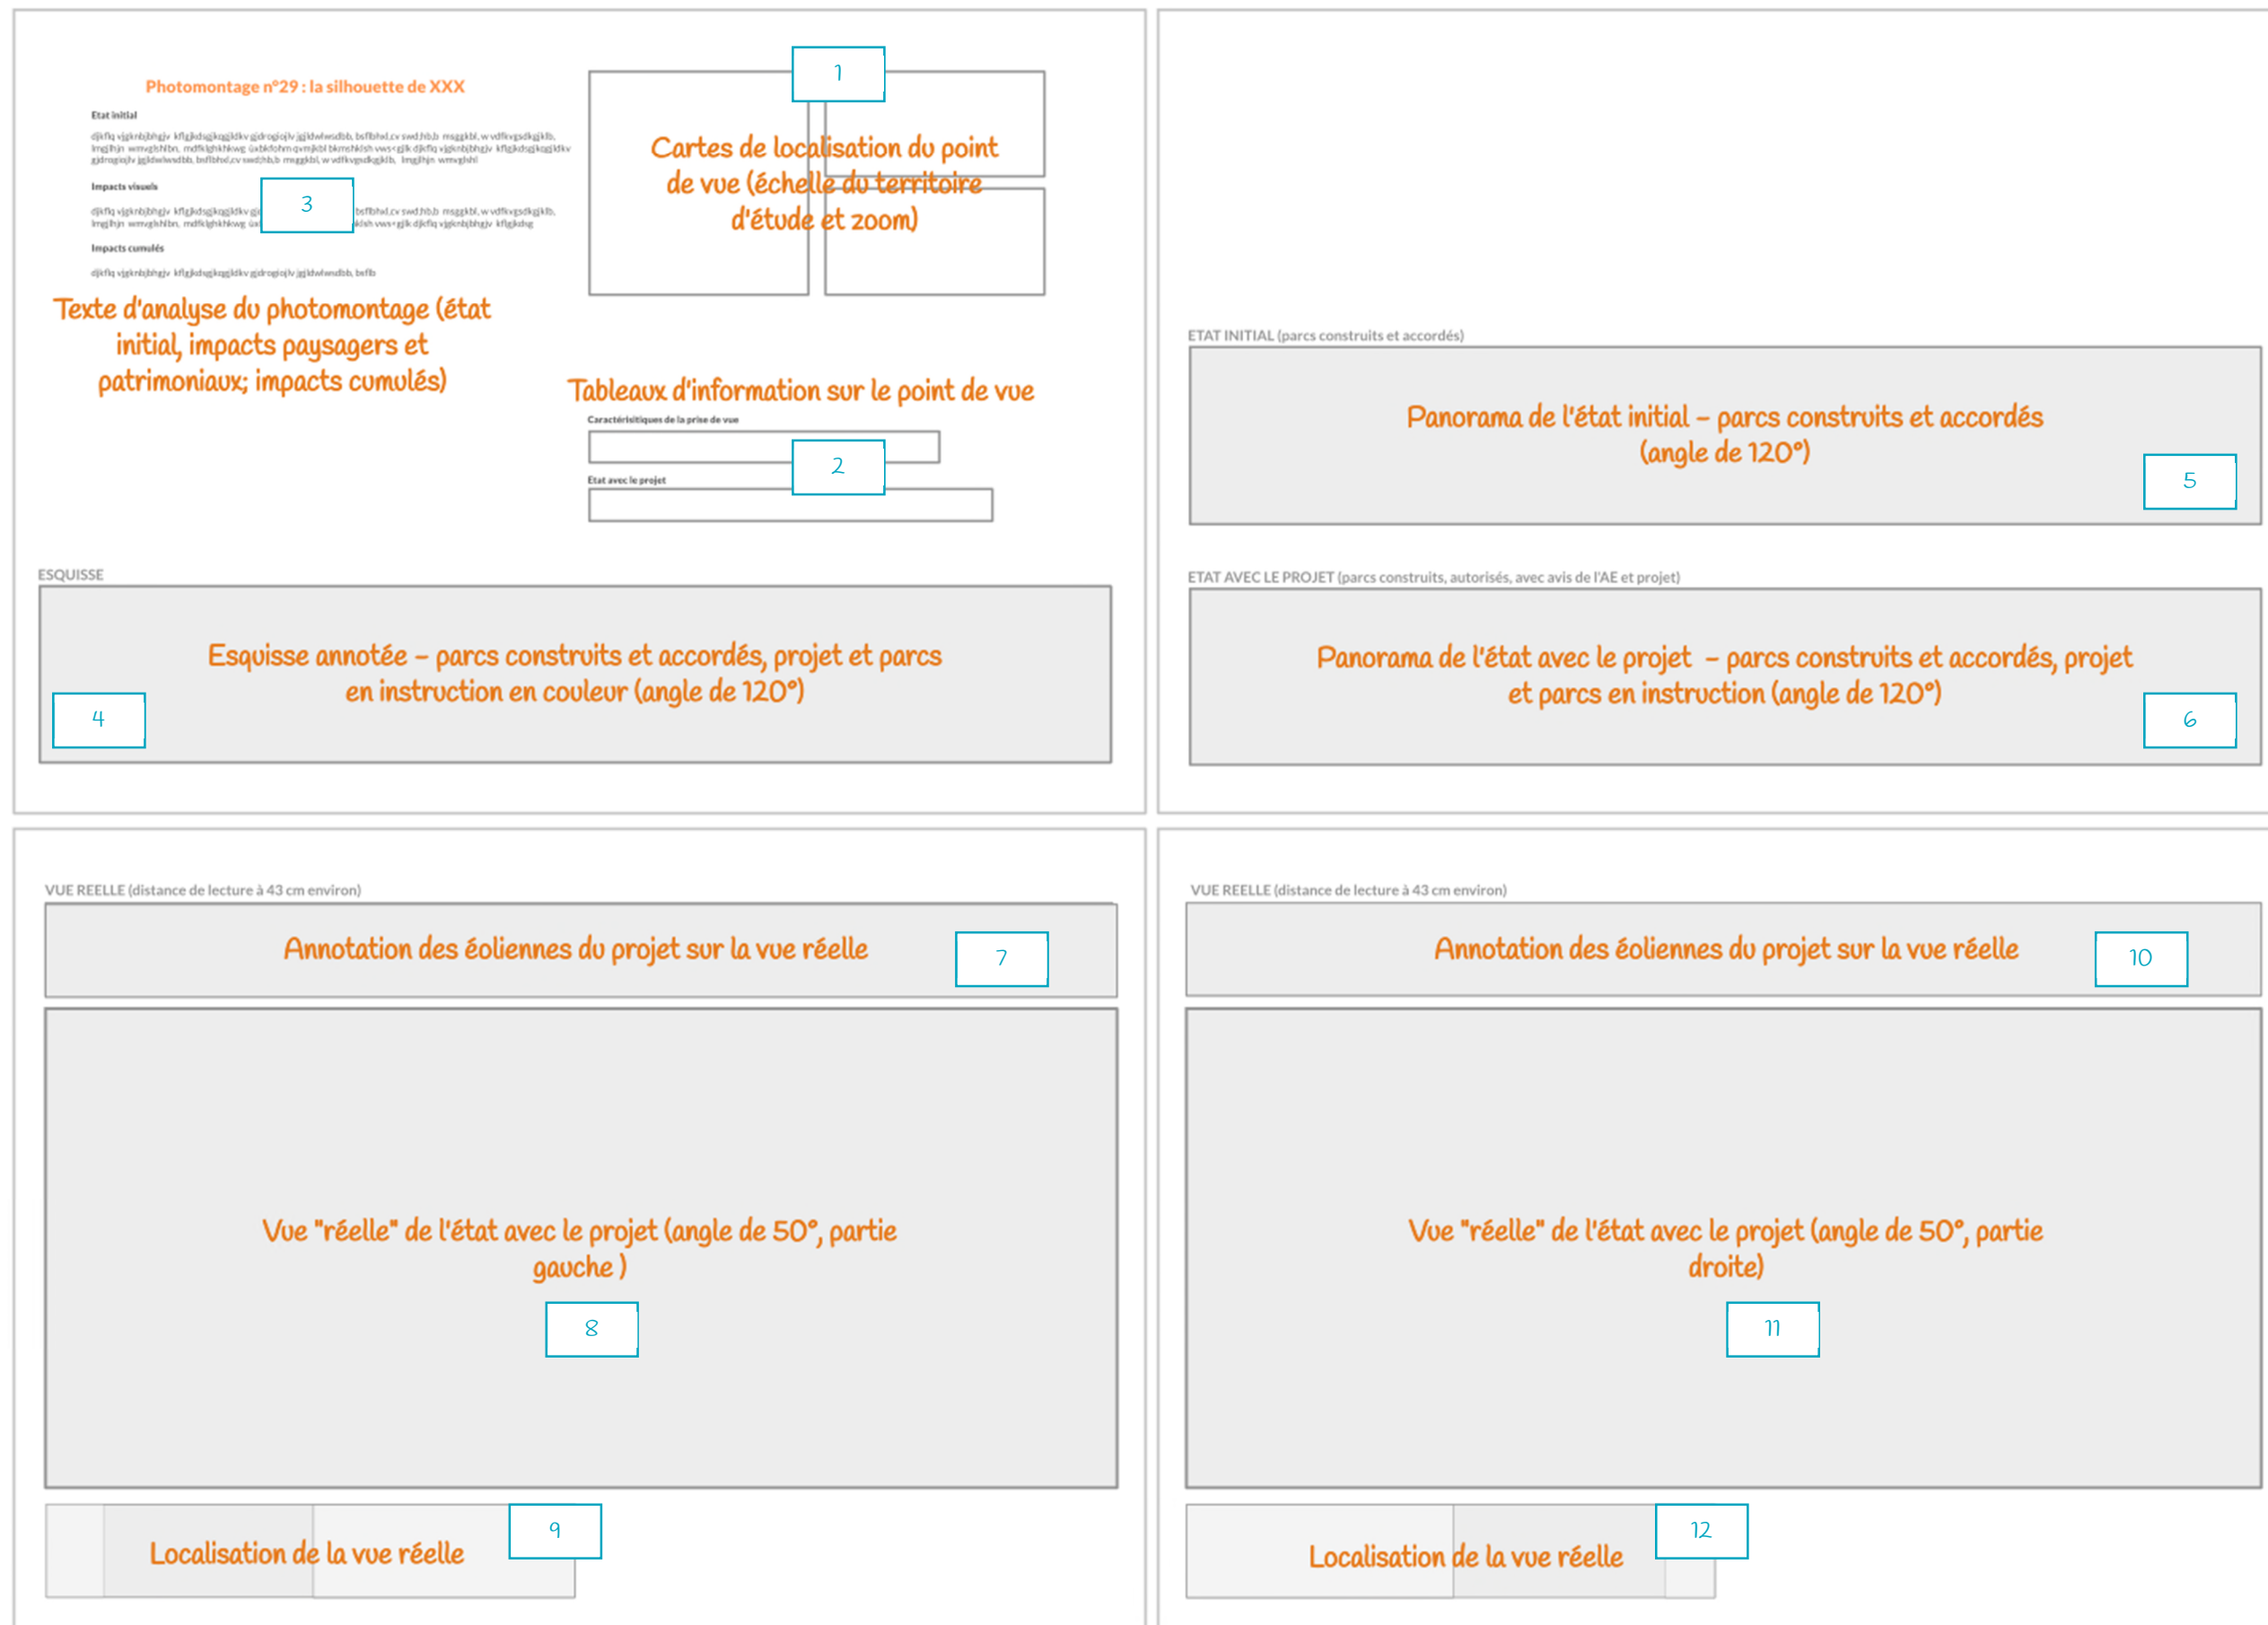 Photomontage n°29 : la silhouette de XXX
Etat initial
Impacts visuels
3
Impacts cumulés
Texte d'analyse du photomontage (état
initial, impacts paysagers et
patrimoniaux; impacts cumulés)
1
Cartes de localisation du point
de vue (échelle du territoire
d'étude et zoom)
Tableaux d'information sur le point de vue
Caractérisitiques de la prise de vue
2
Etat avec le projet
ESQUISSE
Esquisse annotée – parcs construits et accordés, projet et parcs
en instruction en couleur (angle de 120°)
4
ETAT INITIAL (parcs construits et accordés)
Panorama de l'état initial – parcs construits et accordés
(angle de 120°)
5
ETAT AVEC LE PROJET (parcs construits, autorisés, avec avis de l'AE et projet)
Panorama de l'état avec le projet – parcs construits et accordés, projet
et parcs en instruction (angle de 120°)
6
VUE REELLE (distance de lecture à 43 cm environ)
Annotation des éoliennes du projet sur la vue réelle
7
Vue "réelle" de l'état avec le projet (angle de 50°, partie
gauche )
8
9
Localisation de la vue réelle
VUE REELLE (distance de lecture à 43 cm environ)
Annotation des éoliennes du projet sur la vue réelle
10
Vue "réelle" de l'état avec le projet (angle de 50°, partie
droite)
11
12
Localisation de la vue réelle